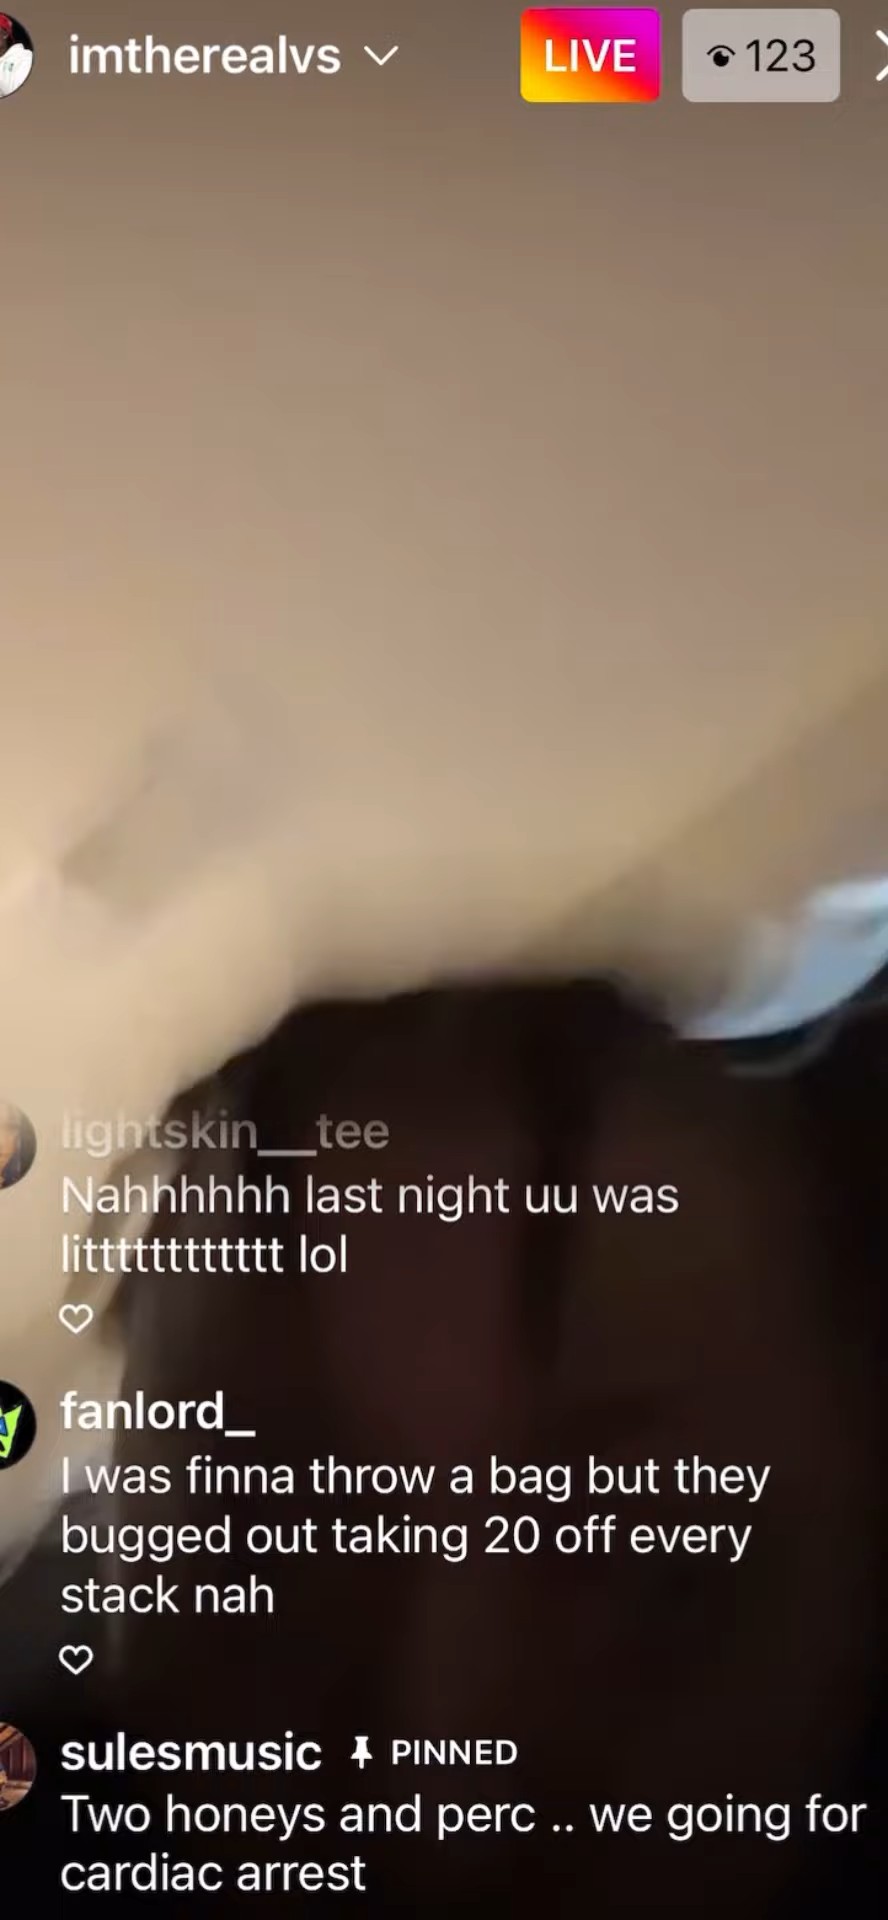 imtherealvs
LIVE
123
lightskin__tee
Nahhhhhh last night uu was
litttttttttttt lol
fanlord_
I was finna throw a bag but they
bugged out taking 20 off every
stack nah
sulesmusic PINNED
Two honeys and perc .. we going for
cardiac arrest